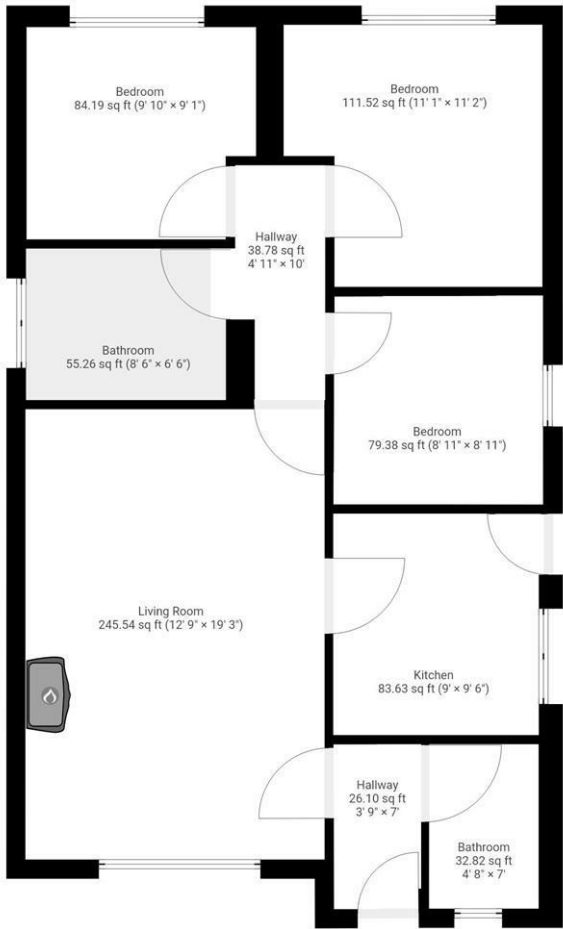 Bedroom
84.19 sq ft (9' 10" × 9' 1")
Bedroom
111.52 sq ft (11' 1" × 11' 2")
Hallway
38.78 sq ft
4' 11" × 10'
Bathroom
55.26 sq ft (8' 6" × 6' 6")
Bedroom
79.38 sq ft (8' 11" × 8' 11")
Living Room
245.54 sq ft (12' 9" × 19' 3")
Kitchen
83.63 sq ft (9' × 9' 6")
Hallway
26.10 sq ft
3' 9" × 7'
Bathroom
32.82 sq ft
4' 8" × 7'